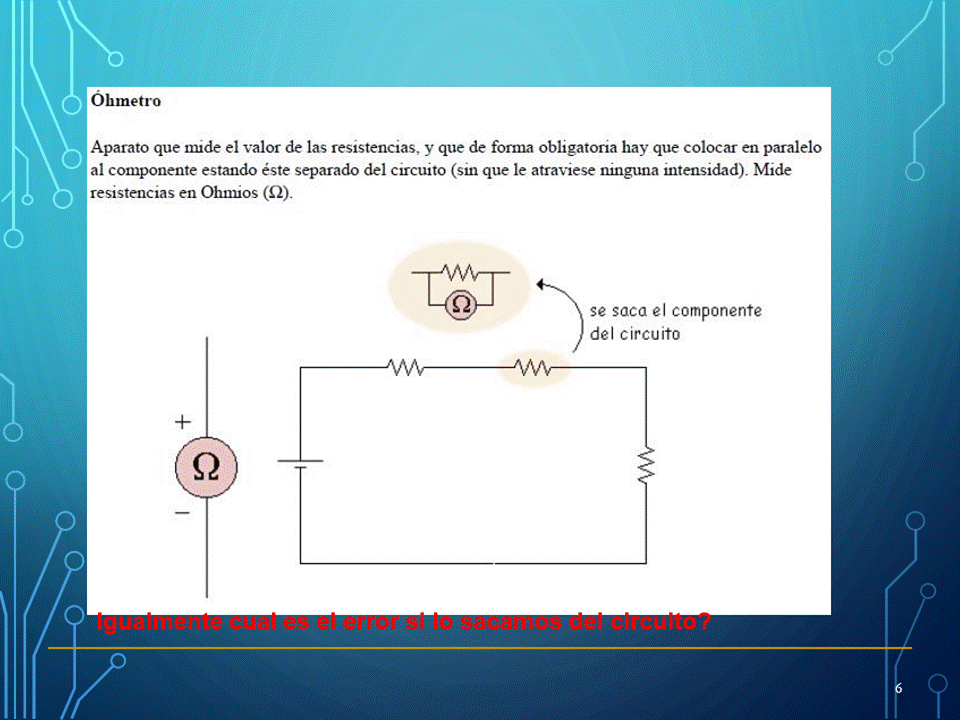 Óhmetro
Aparato que mide el valor de las resistencias, y que de forma obligatoria hay que colocar en paralelo
al componente estando éste separado del circuito (sin que le atraviese ninguna intensidad). Mide
resistencias en Ohmios (Ω).
Ω
se saca el componente
del circuito
+
Ω
−
Igualmente cual es el error si lo sacamos del circuito?
6